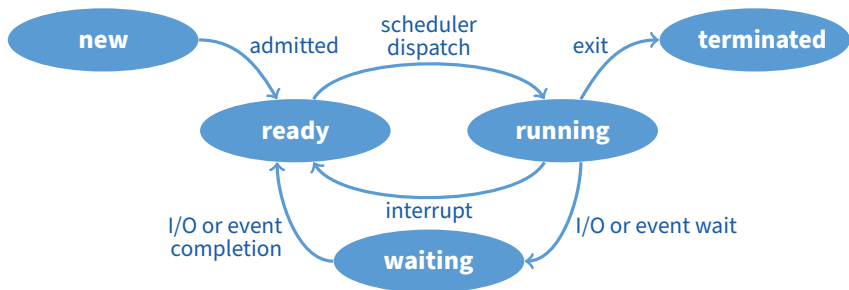 new
admitted
scheduler
dispatch
exit
terminated
ready
running
interrupt
I/O or event
completion
I/O or event wait
waiting